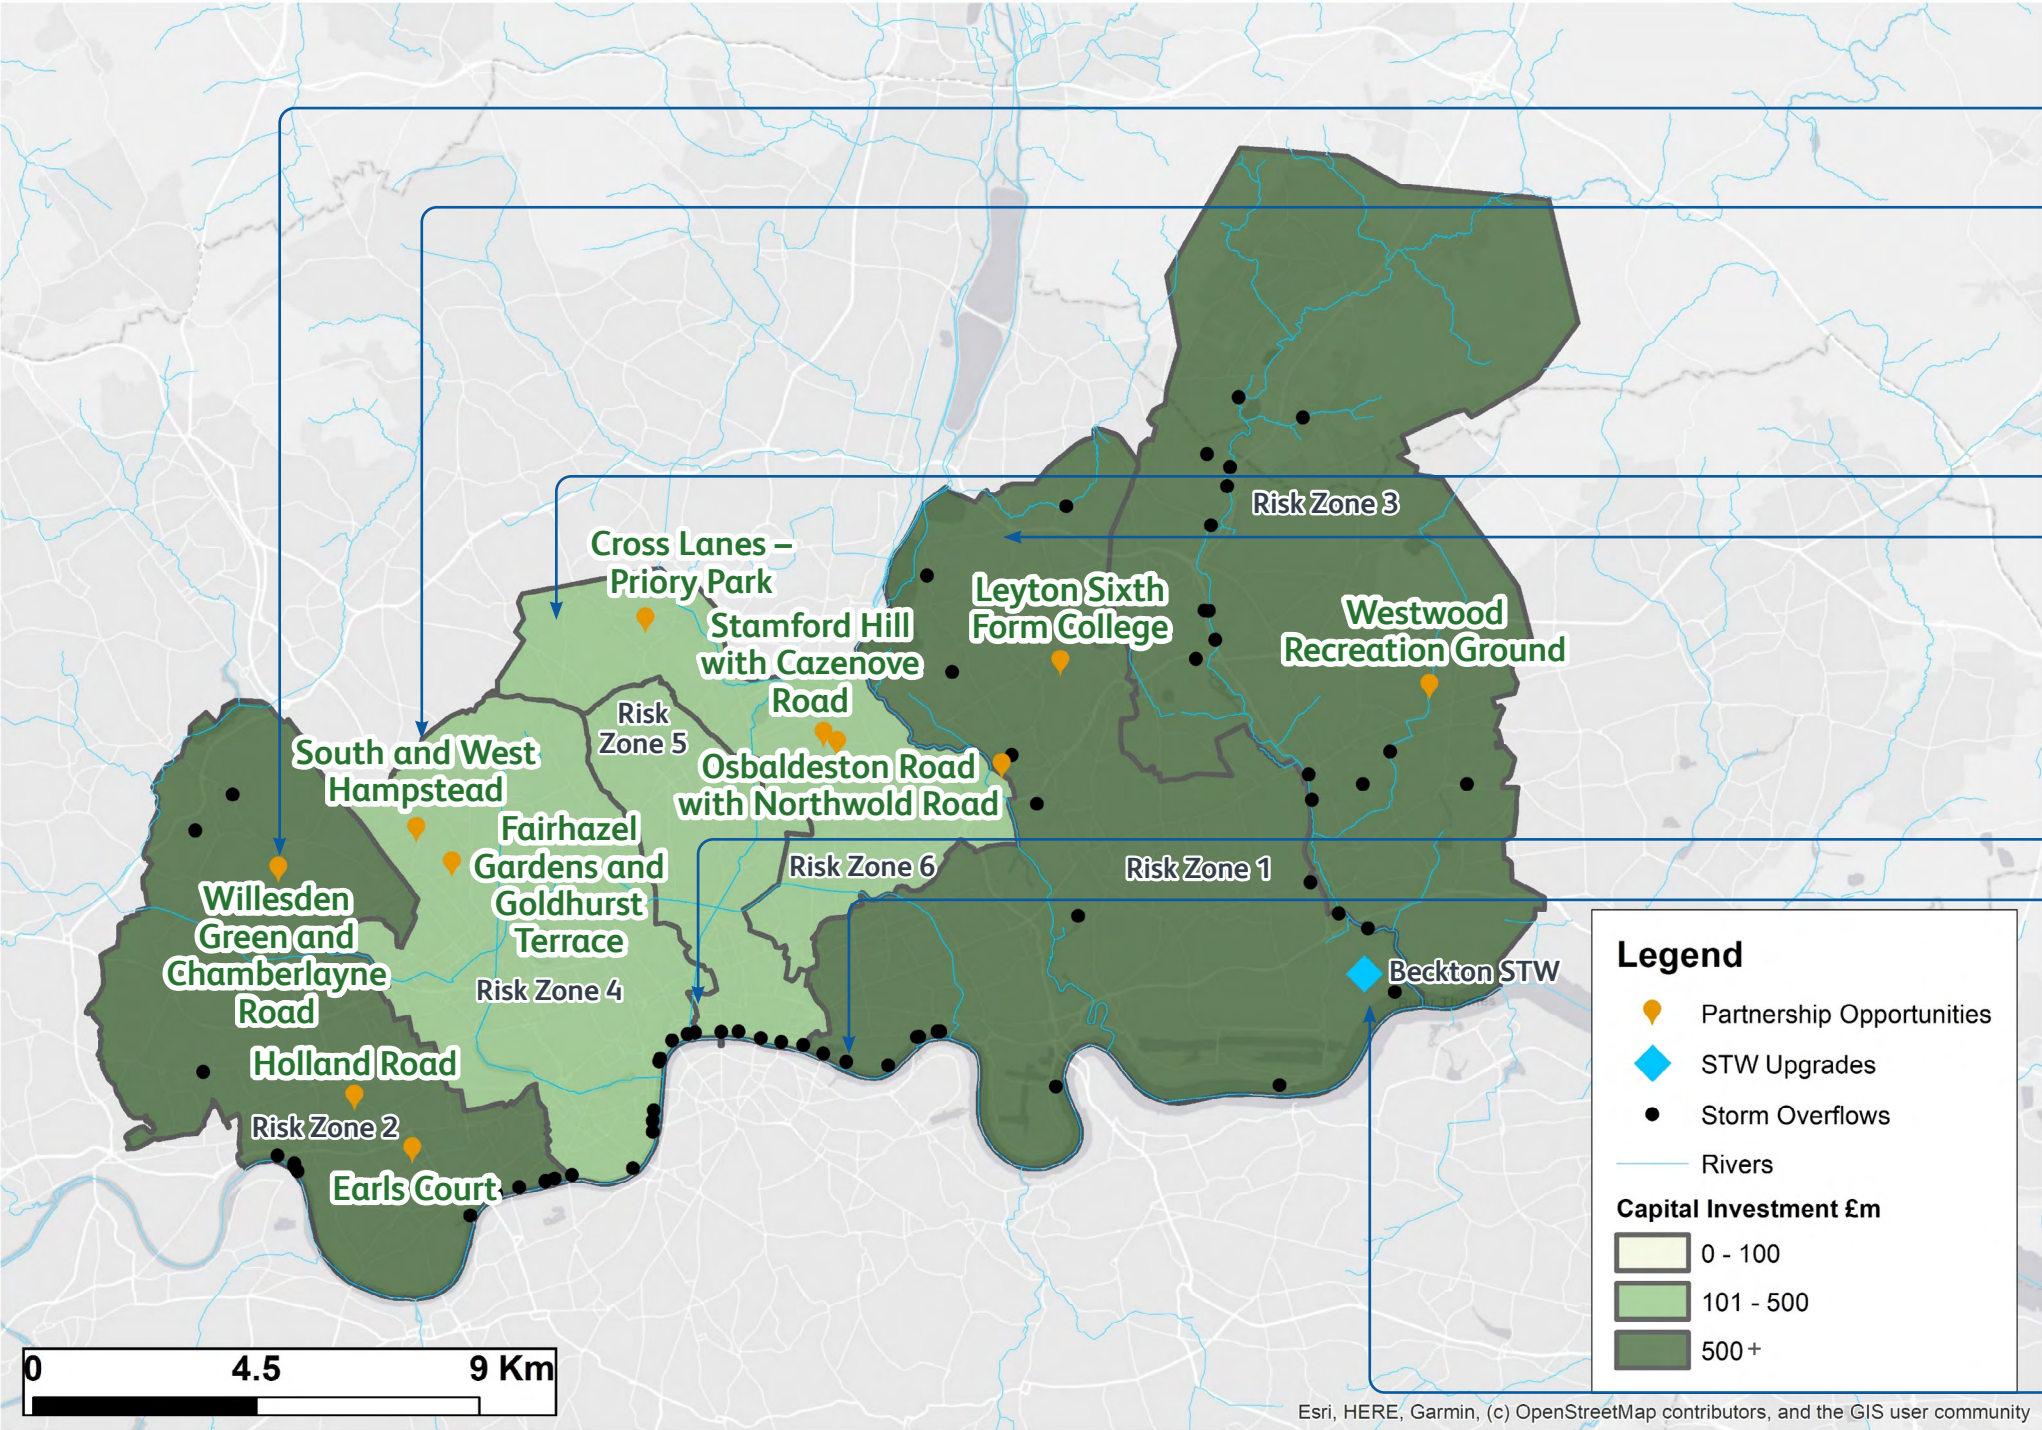 Risk Zone 3
Cross Lanes –
Priory Park
Leyton Sixth
Form College
Westwood
Recreation Ground
Stamford Hill
with Cazenove
Road
Risk
Zone 5
South and West
Hampstead
Osbaldeston Road
with Northwold Road
Fairhazel
Gardens and
Goldhurst
Terrace
Risk Zone 6
Risk Zone 1
Willesden
Green and
Chamberlayne
Road
Risk Zone 4
Beckton STW
River Thames
Holland Road
Risk Zone 2
Earls Court
Legend
Partnership Opportunities
STW Upgrades
Storm Overflows
Rivers
Capital Investment £m
0 - 100
101 - 500
500+
0 4.5 9 Km
Esri, HERE, Garmin, (c) OpenStreetMap contributors, and the GIS user community